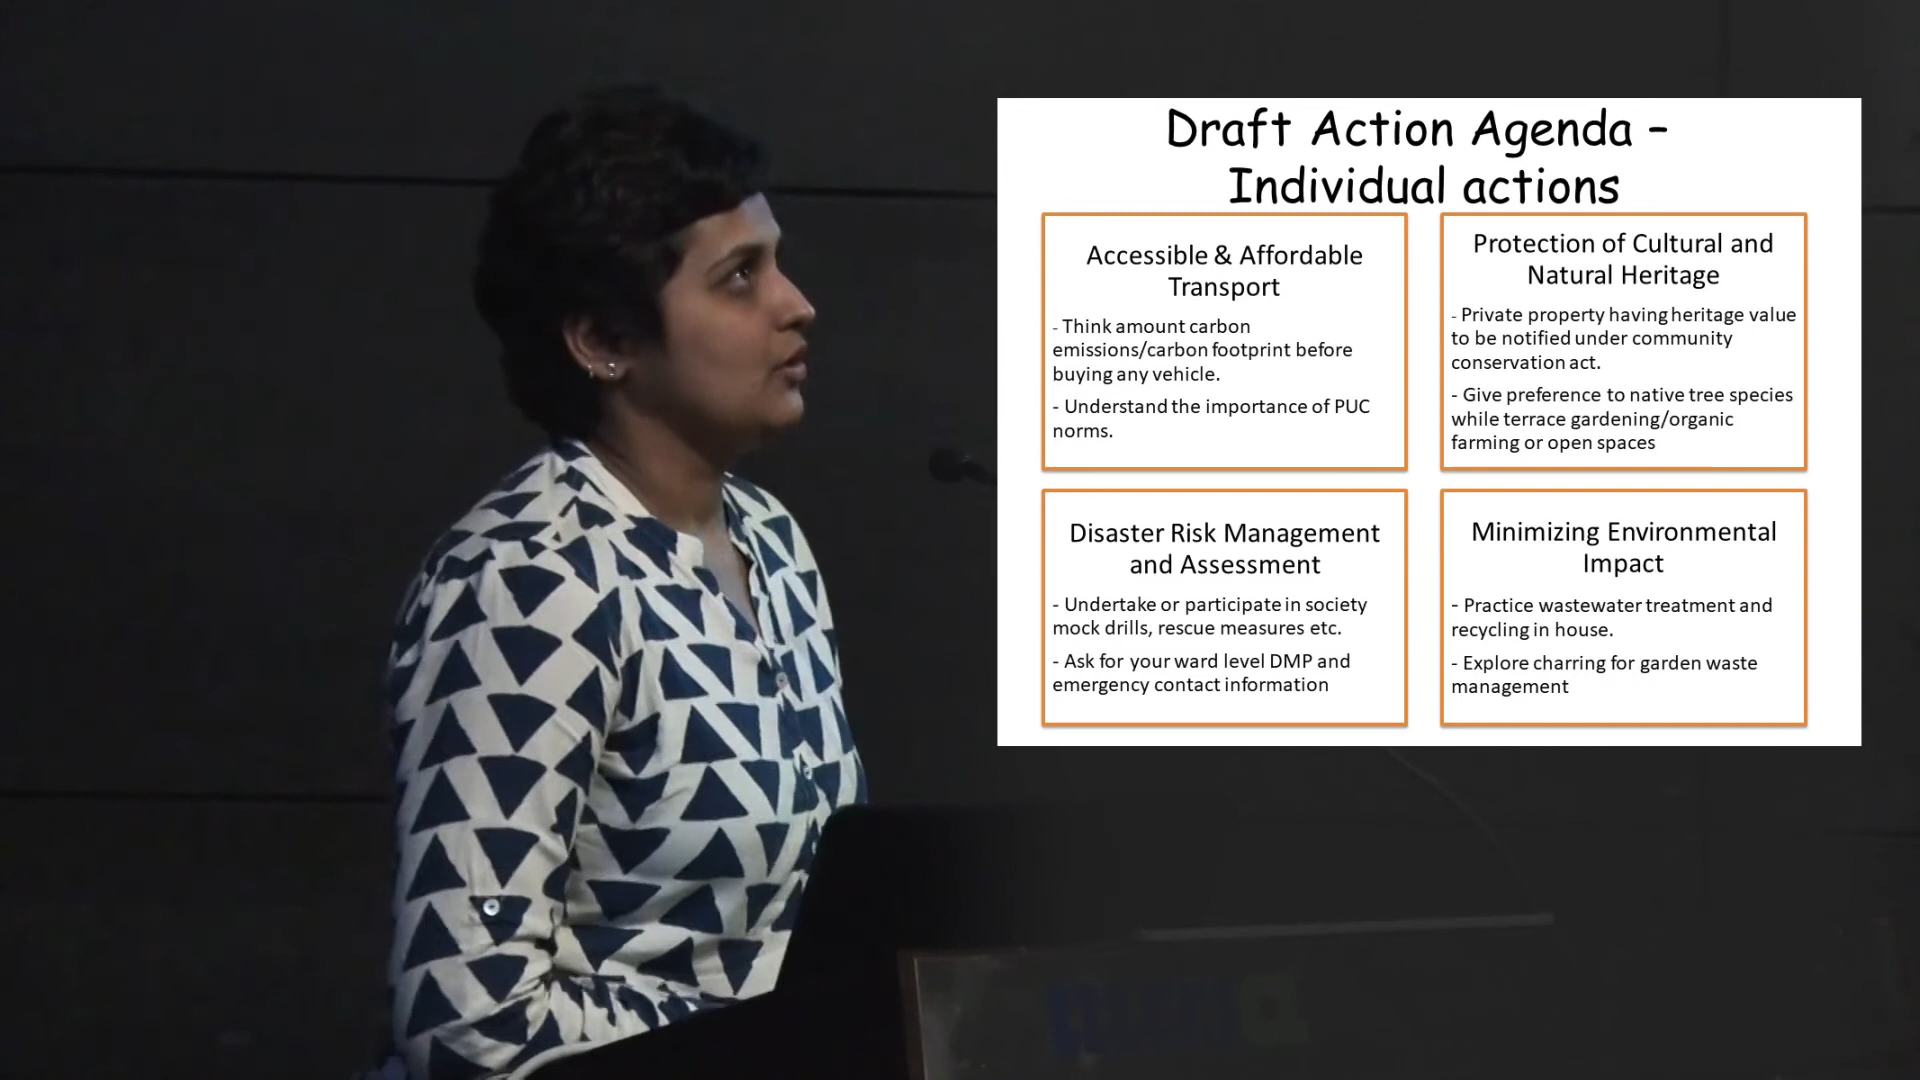 Draft Action Agenda –
Individual actions
Accessible & Affordable
Transport
- Think amount carbon
emissions/carbon footprint before
buying any vehicle.
- Understand the importance of PUC
norms.
Protection of Cultural and
Natural Heritage
- Private property having heritage value
to be notified under community
conservation act.
- Give preference to native tree species
while terrace gardening/organic
farming or open spaces
Disaster Risk Management
and Assessment
- Undertake or participate in society
mock drills, rescue measures etc.
- Ask for your ward level DMP and
emergency contact information
Minimizing Environmental
Impact
- Practice wastewater treatment and
recycling in house.
- Explore charring for garden waste
management